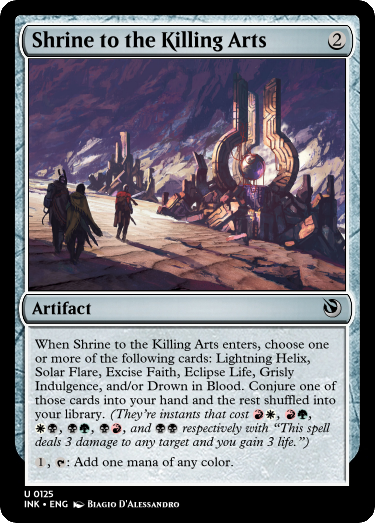 Shrine to the Killing Arts 2
Artifact
When Shrine to the Killing Arts enters, choose one
or more of the following cards: Lightning Helix,
Solar Flare, Excise Faith, Eclipse Life, Grisly
Indulgence, and/or Drown in Blood. Conjure one of
those cards into your hand and the rest shuffled into
your library. (They're instants that cost , ,
, , , and respectively with “This spell
deals 3 damage to any target and you gain 3 life.”)
1 , : Add one mana of any color.
U 0125
INK • ENG Biagio D'Alessandro